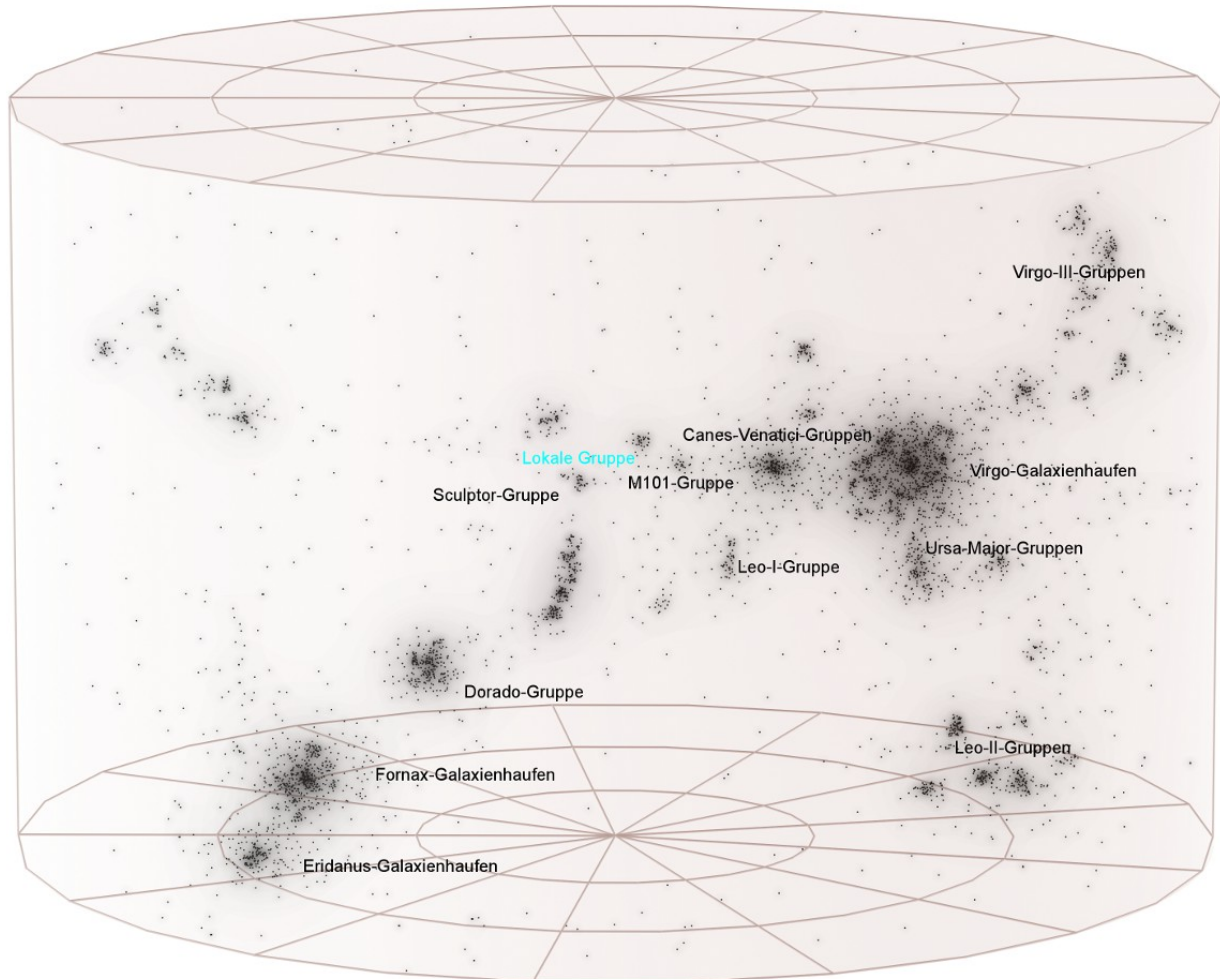 Virgo-III-Gruppen
Canes-Venatici-Gruppen
Lokale Gruppe
Virgo-Galaxienhaufen
M101-Gruppe
Sculptor-Gruppe
Ursa-Major-Gruppen
Leo-I-Gruppe
Dorado-Gruppe
Leo-II-Gruppen
Fornax-Galaxienhaufen
Eridanus-Galaxienhaufen